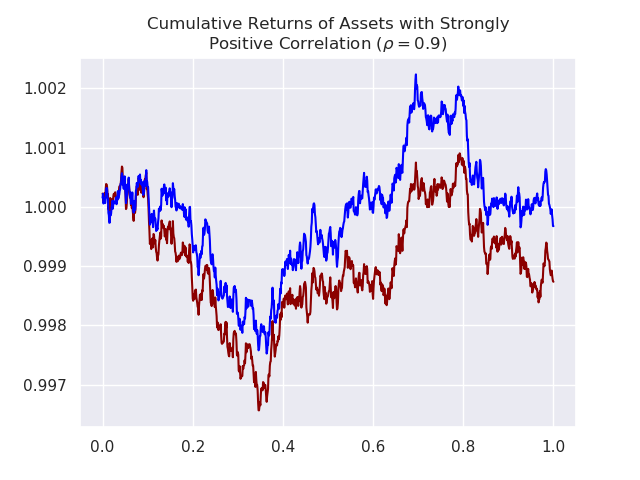 Cumulative Returns of Assets with Strongly
Positive Correlation (ρ = 0.9)
1.002
1.001
1.000
0.999
0.998
0.997
0.0 0.2 0.4 0.6 0.8 1.0